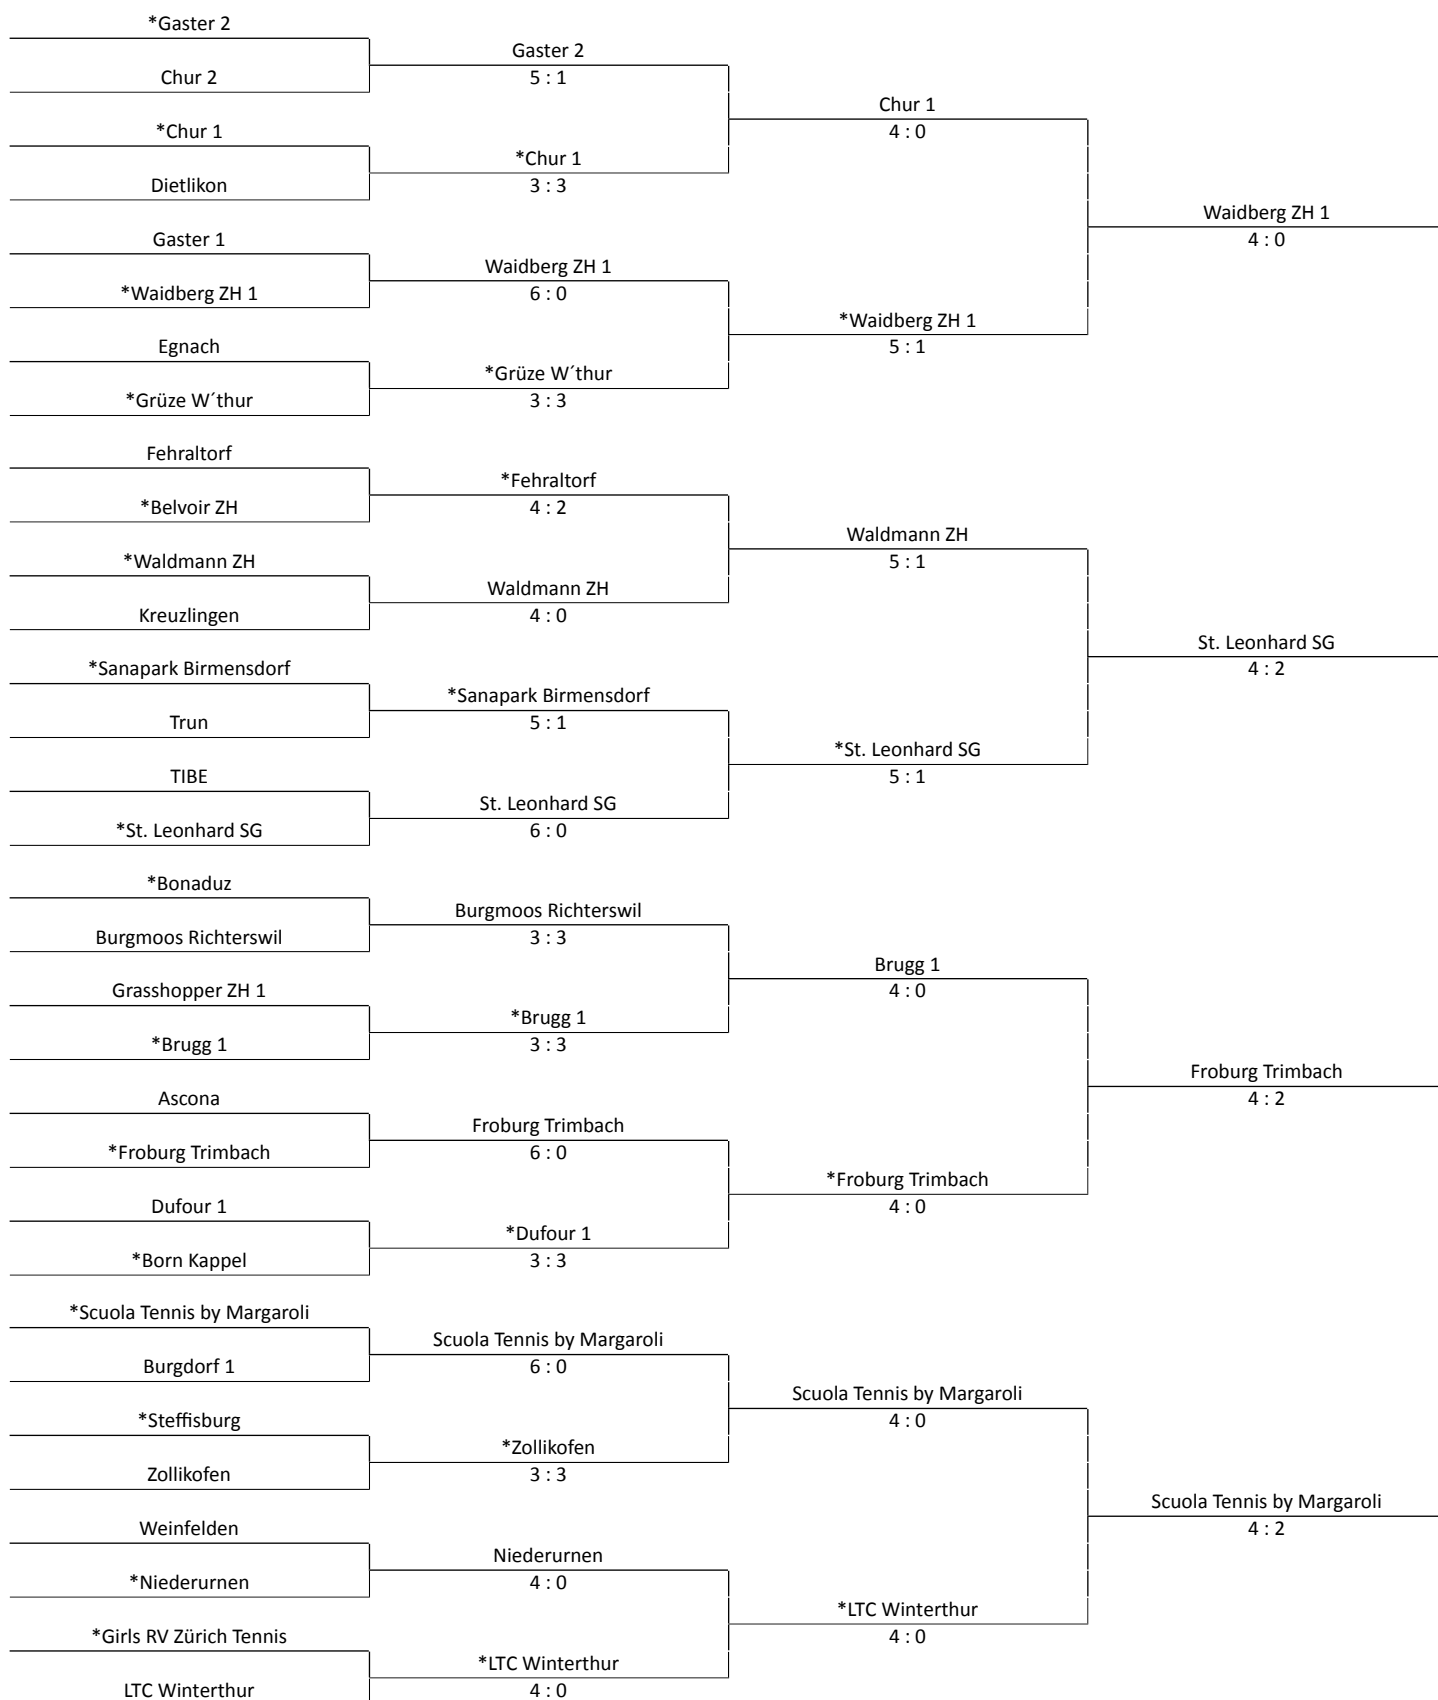 *Gaster 2
Chur 2
*Chur 1
Dietlikon
Gaster 1
*Waidberg ZH 1
Egnach
*Grüze W´thur
Fehraltorf
*Belvoir ZH
*Waldmann ZH
Kreuzlingen
*Sanapark Birmensdorf
Trun
TIBE
*St. Leonhard SG
*Bonaduz
Burgmoos Richterswil
Grasshopper ZH 1
*Brugg 1
Ascona
*Froburg Trimbach
Dufour 1
*Born Kappel
*Scuola Tennis by Margaroli
Burgdorf 1
*Steffisburg
Zollikofen
Weinfelden
*Niederurnen
*Girls RV Zürich Tennis
LTC Winterthur
Gaster 2
5 : 1
*Chur 1
3 : 3
Waidberg ZH 1
6 : 0
*Grüze W´thur
3 : 3
*Fehraltorf
4 : 2
Waldmann ZH
4 : 0
*Sanapark Birmensdorf
5 : 1
St. Leonhard SG
6 : 0
Burgmoos Richterswil
3 : 3
*Brugg 1
3 : 3
Froburg Trimbach
6 : 0
*Dufour 1
3 : 3
Scuola Tennis by Margaroli
6 : 0
*Zollikofen
3 : 3
Niederurnen
4 : 0
*LTC Winterthur
4 : 0
Chur 1
4 : 0
*Waidberg ZH 1
5 : 1
Waldmann ZH
5 : 1
*St. Leonhard SG
5 : 1
Brugg 1
4 : 0
*Froburg Trimbach
4 : 0
Scuola Tennis by Margaroli
4 : 0
*LTC Winterthur
4 : 0
Waidberg ZH 1
4 : 0
St. Leonhard SG
4 : 2
Froburg Trimbach
4 : 2
Scuola Tennis by Margaroli
4 : 2